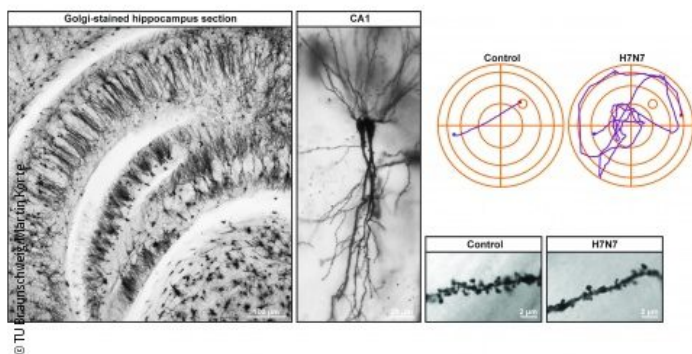 Golgi-stained hippocampus section
CA1
Control
H7N7
Control
H7N7
2 µm
2 µm
© TU Braunschweig/Martin Korte